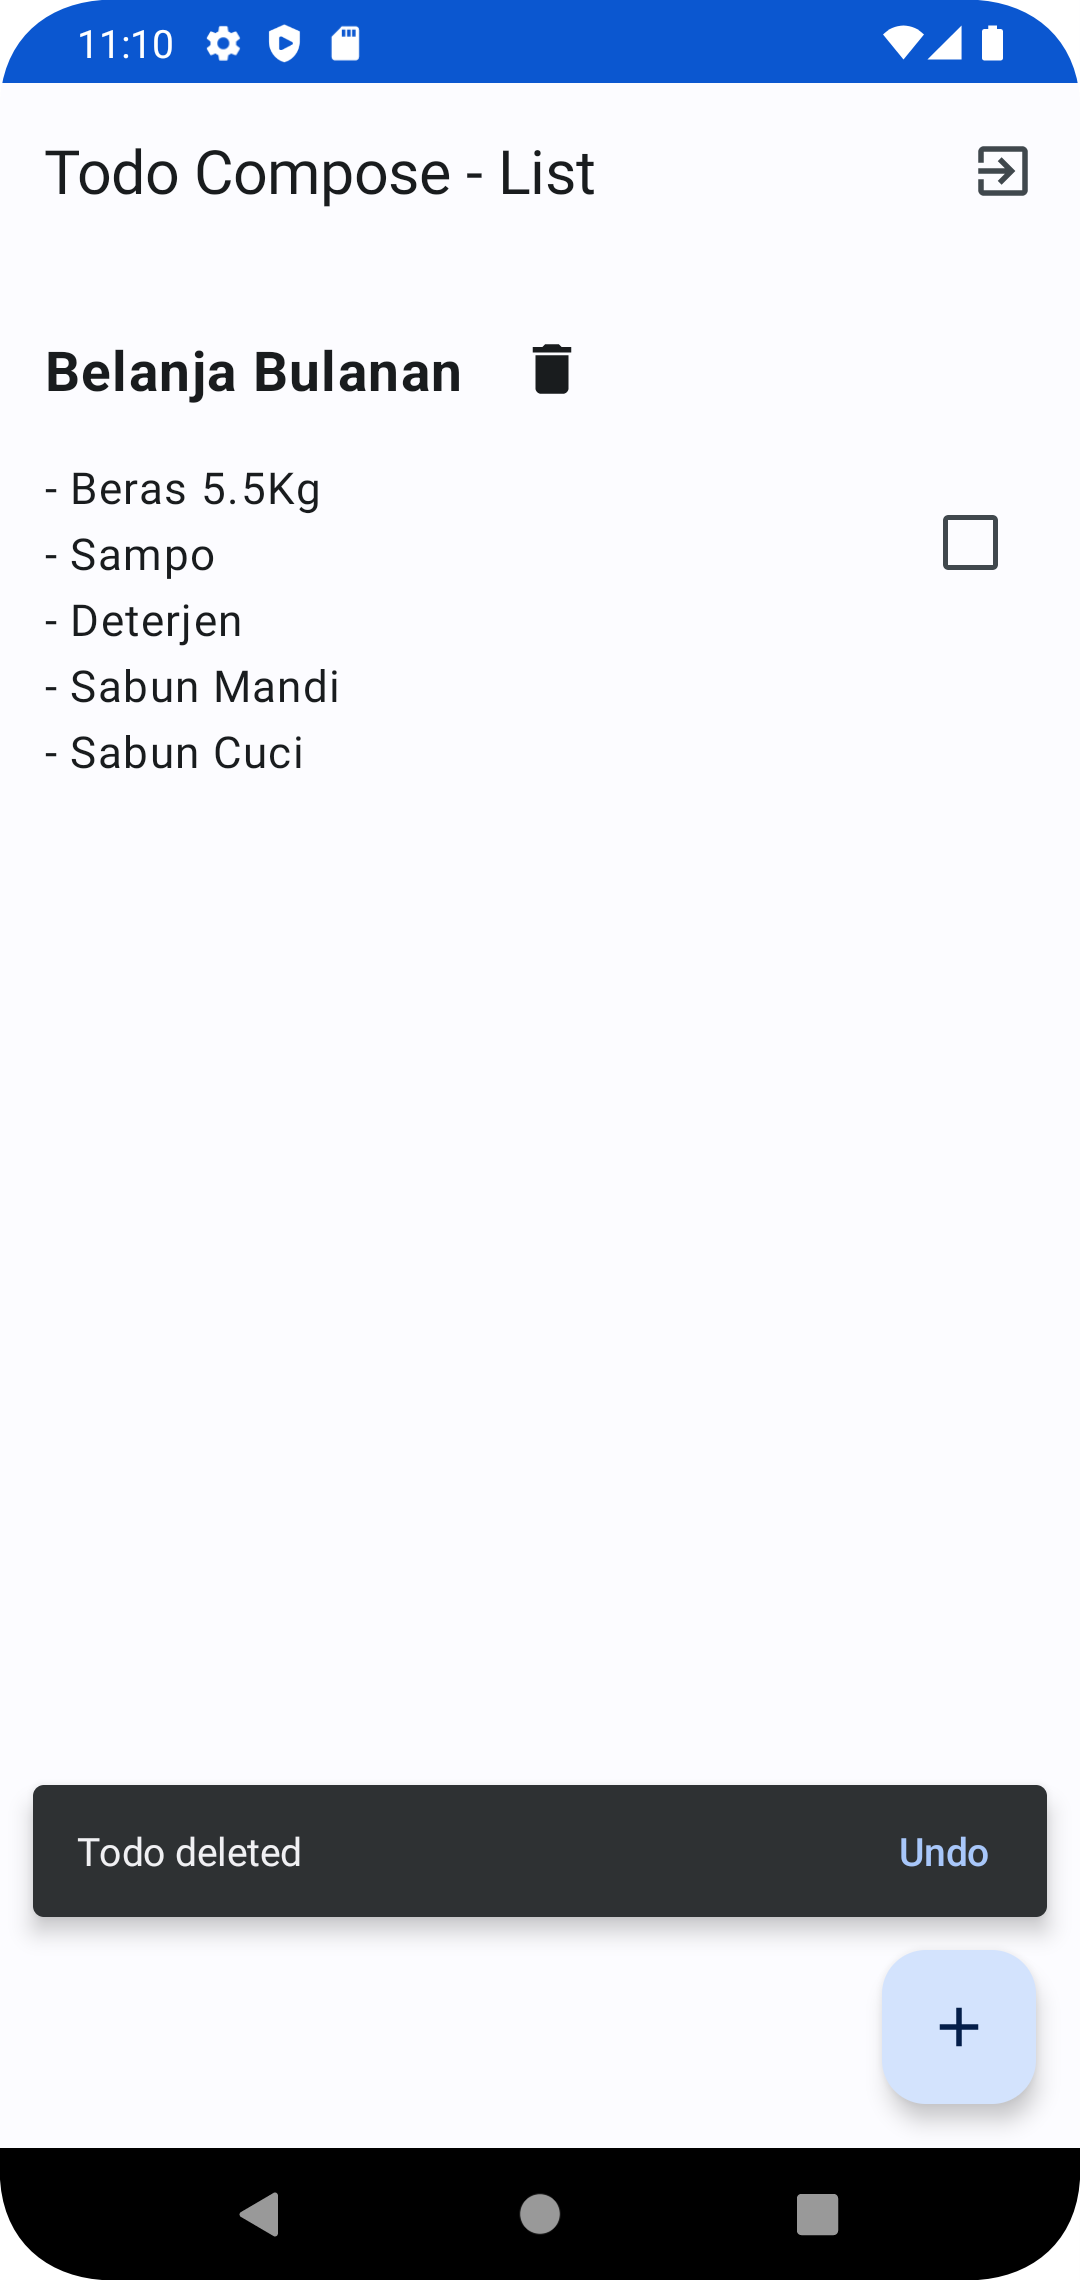 11:10
Todo Compose - List
Belanja Bulanan
- Beras 5.5Kg
- Sampo
- Deterjen
- Sabun Mandi
- Sabun Cuci
Todo deleted
Undo